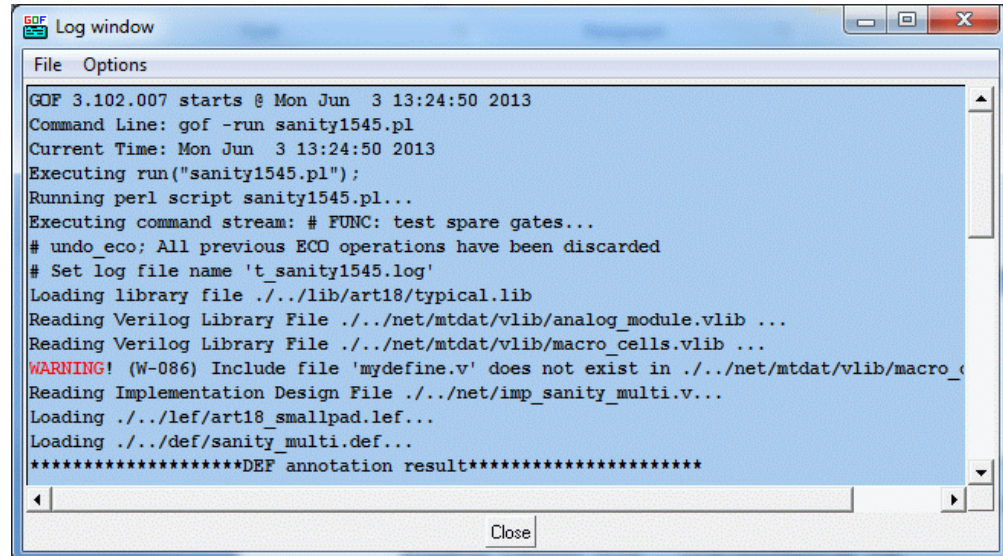 GOF
Log window
File Options
GOF 3.102.007 starts @ Mon Jun  3 13:24:50 2013
Command Line: gof -run sanity1545.pl
Current Time: Mon Jun  3 13:24:50 2013
Executing run("sanity1545.pl");
Running perl script sanity1545.pl...
Executing command stream: # FUNC: test spare gates...
# undo_eco; All previous ECO operations have been discarded
# Set log file name 't_sanity1545.log'
Loading library file ./../lib/art18/typical.lib
Reading Verilog Library File ./../net/mtdat/vlib/analog_module.vlib ...
Reading Verilog Library File ./../net/mtdat/vlib/macro_cells.vlib ...
WARNING! (W-086) Include file 'mydefine.v' does not exist in ./../net/mtdat/vlib/macro_
Reading Implementation Design File ./../net/imp_sanity_multi.v...
Loading ./../lef/art18_smallpad.lef...
Loading ./../def/sanity_multi.def...
********************DEF annotation result**********************
Close